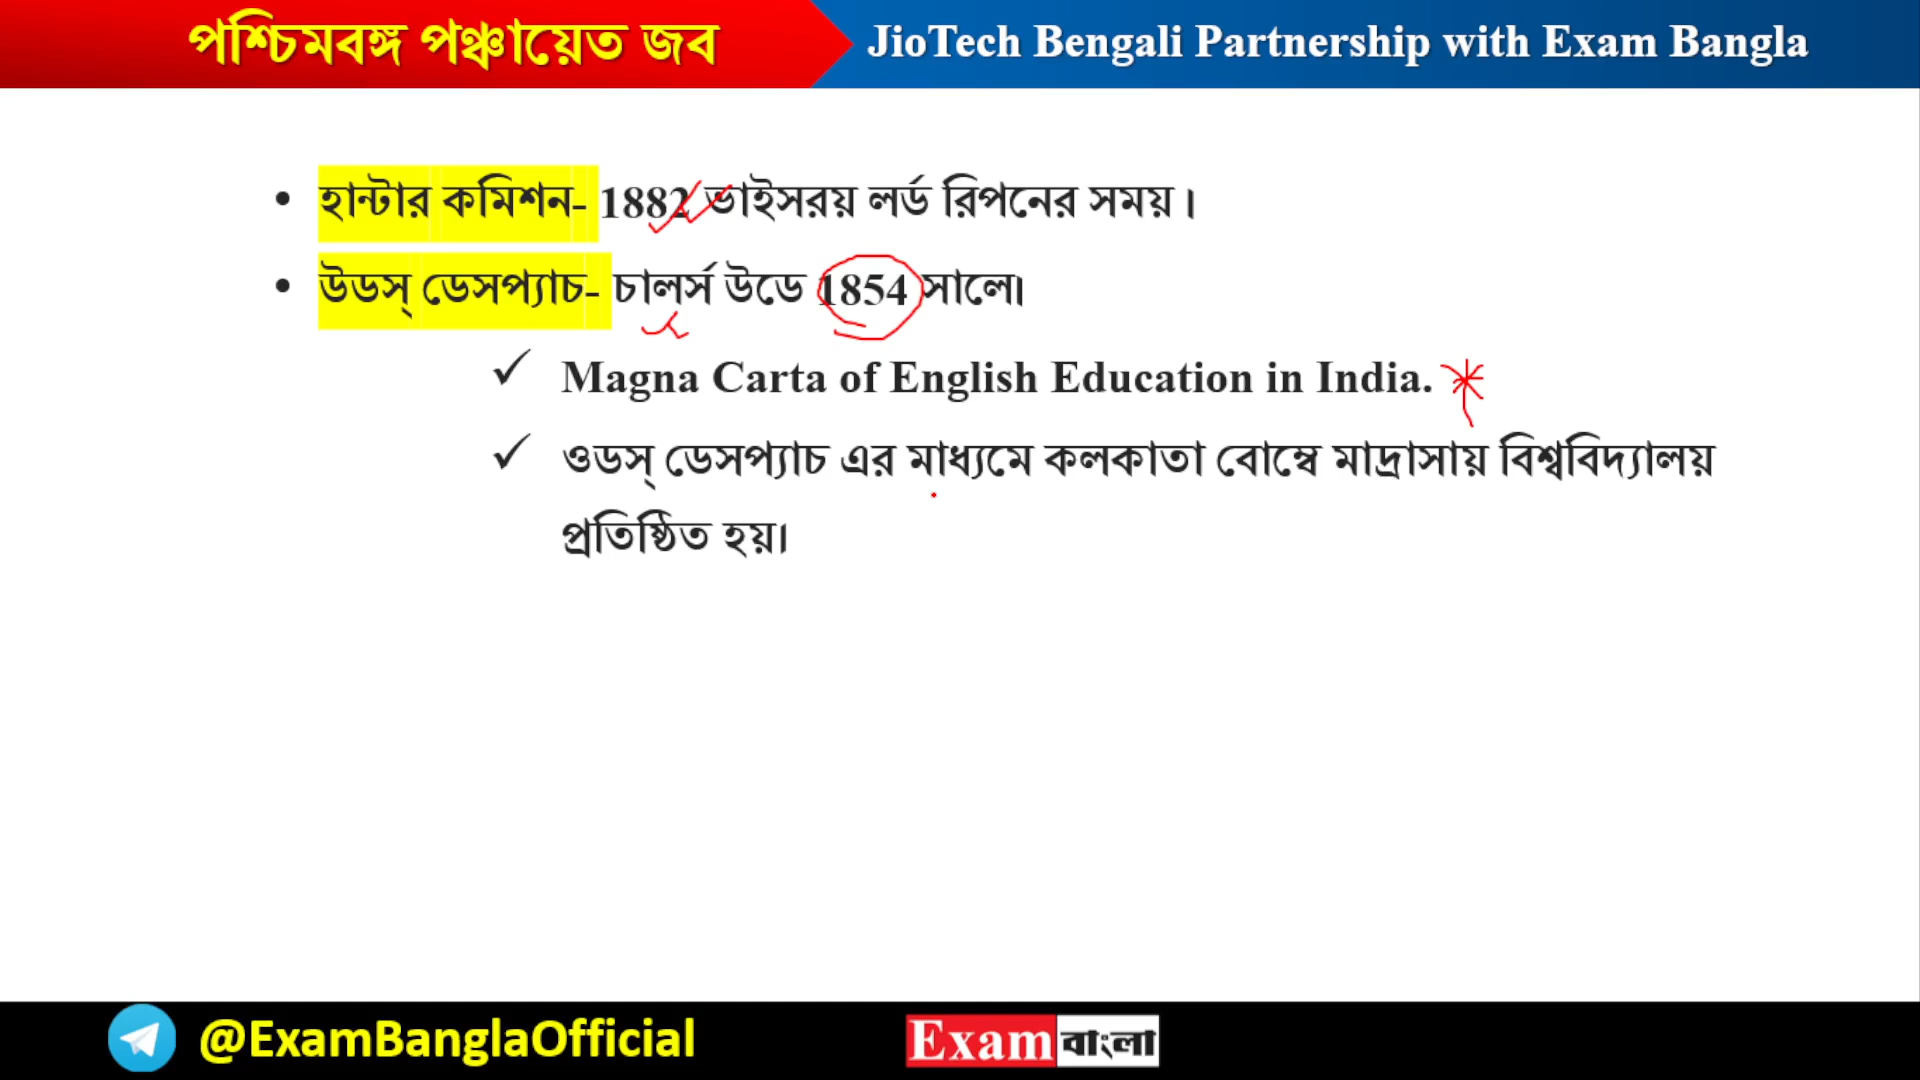 পশ্চিমবঙ্গ পঞ্চায়েত জব
JioTech Bengali Partnership with Exam Bangla
• হান্টার কমিশন- 1882 ভাইসরয় লর্ড রিপনের সময়।
• উডস্ ডেসপ্যাচ- চালর্স উডে 1854 সালে।
✓ Magna Carta of English Education in India.
✓ ওডস্ ডেসপ্যাচ এর মাধ্যমে কলকাতা বোম্বে মাদ্রাসায় বিশ্ববিদ্যালয়
প্রতিষ্ঠিত হয়।
@ExamBanglaOfficial
Exam বাংলা